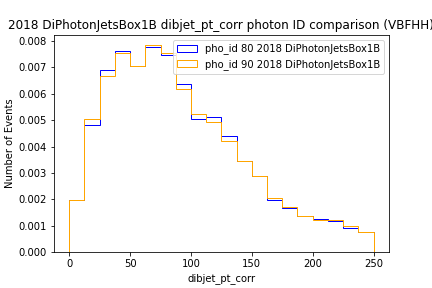 2018 DiPhotonJetsBox1B dibjet_pt_corr photon ID comparison (VBFHH)
pho_id 80 2018 DiPhotonJetsBox1B
pho_id 90 2018 DiPhotonJetsBox1B
Number of Events
0.008
0.007
0.006
0.005
0.004
0.003
0.002
0.001
0.000
0 50 100 150 200 250
dibjet_pt_corr